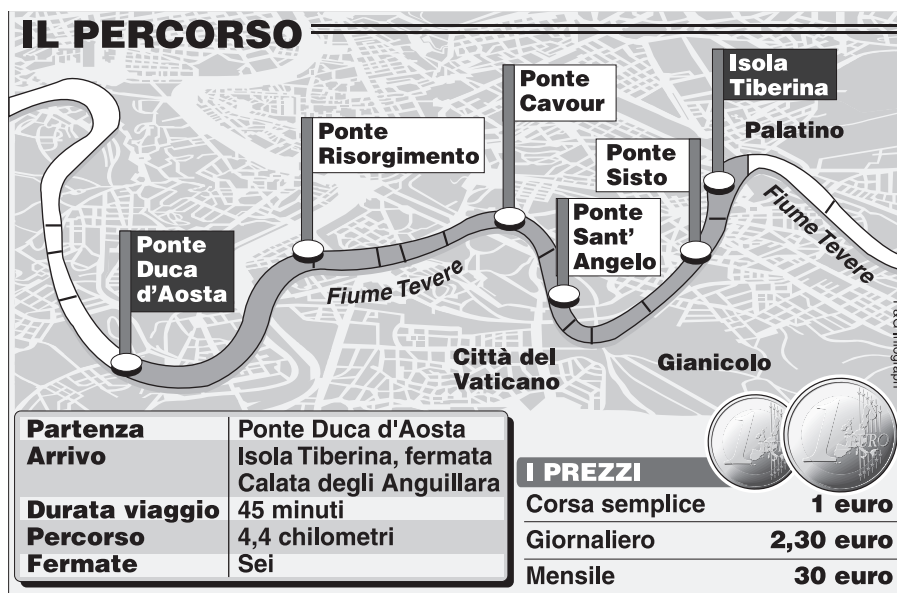 IL PERCORSO
Isola
Tiberina
Ponte
Cavour
Palatino
Ponte
Risorgimento
Ponte
Sisto
Ponte
Sant'
Angelo
Fiume Tevere
Ponte
Duca
d'Aosta
Fiume Tevere
Città del
Vaticano
Gianicolo
Partenza Ponte Duca d'Aosta
Arrivo Isola Tiberina, fermata
Calata degli Anguillara
Durata viaggio 45 minuti
Percorso 4,4 chilometri
Fermate Sei
I PREZZI
1 EURO
Corsa semplice 1 euro
Giornaliero 2,30 euro
Mensile 30 euro